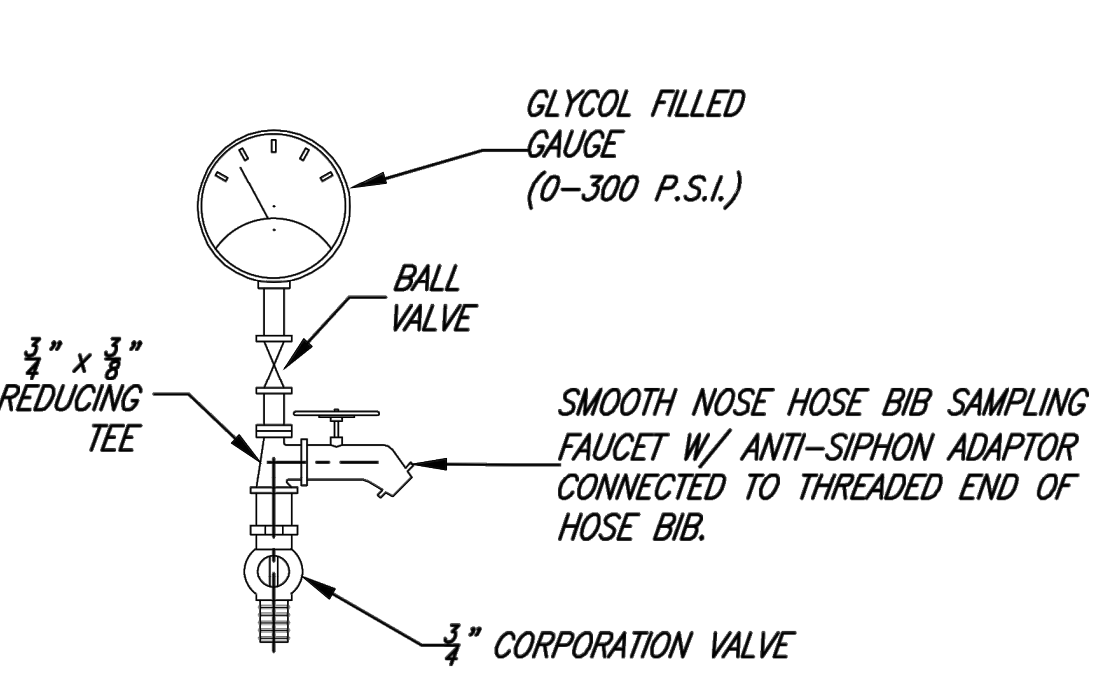 GLYCOL FILLED
GAUGE
(0-300 P.S.I.)
BALL
VALVE
3/4" x 3/8"
REDUCING
TEE
SMOOTH NOSE HOSE BIB SAMPLING
FAUCET W/ ANTI-SIPHON ADAPTOR
CONNECTED TO THREADED END OF
HOSE BIB.
3/4" CORPORATION VALVE